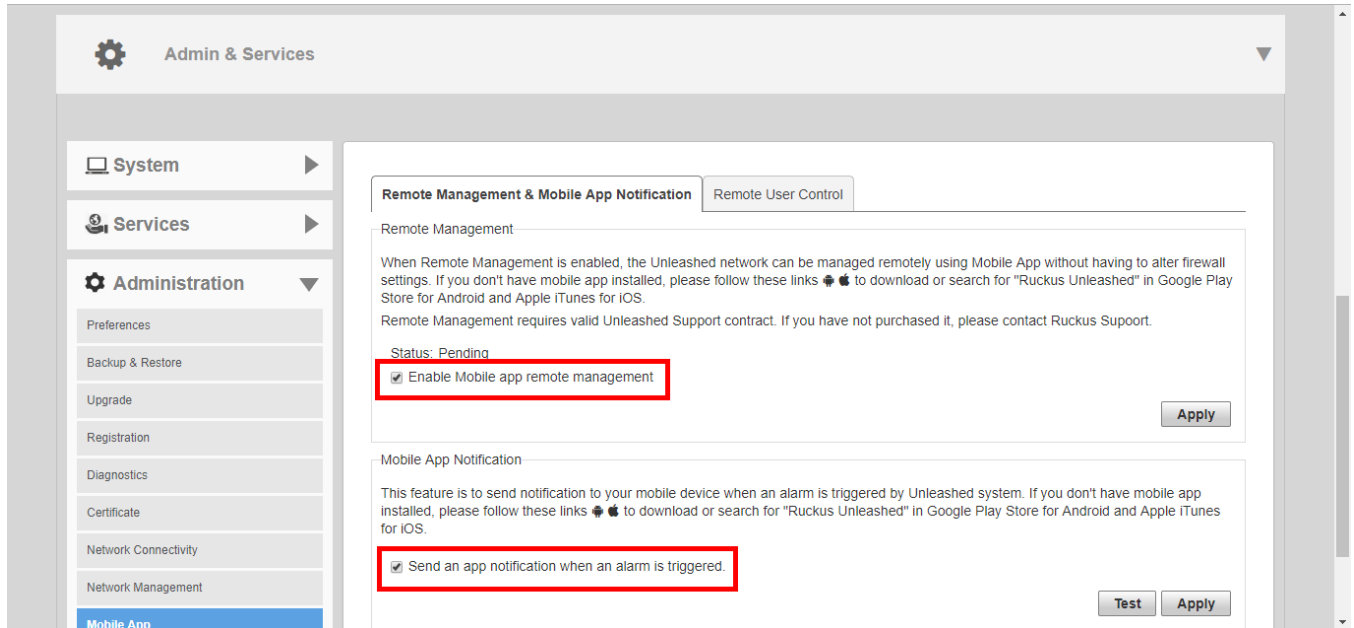 Admin & Services
System
Services
Administration
Preferences
Backup & Restore
Upgrade
Registration
Diagnostics
Certificate
Network Connectivity
Network Management
Mobile App
Remote Management & Mobile App Notification
Remote User Control
Remote Management
When Remote Management is enabled, the Unleashed network can be managed remotely using Mobile App without having to alter firewall
settings. If you don't have mobile app installed, please follow these links to download or search for "Ruckus Unleashed" in Google Play
Store for Android and Apple iTunes for iOS.
Remote Management requires valid Unleashed Support contract. If you have not purchased it, please contact Ruckus Supoort.
Status: Pending
Enable Mobile app remote management
Apply
Mobile App Notification
This feature is to send notification to your mobile device when an alarm is triggered by Unleashed system. If you don't have mobile app
installed, please follow these links to download or search for "Ruckus Unleashed" in Google Play Store for Android and Apple iTunes
for iOS.
Send an app notification when an alarm is triggered.
Test
Apply